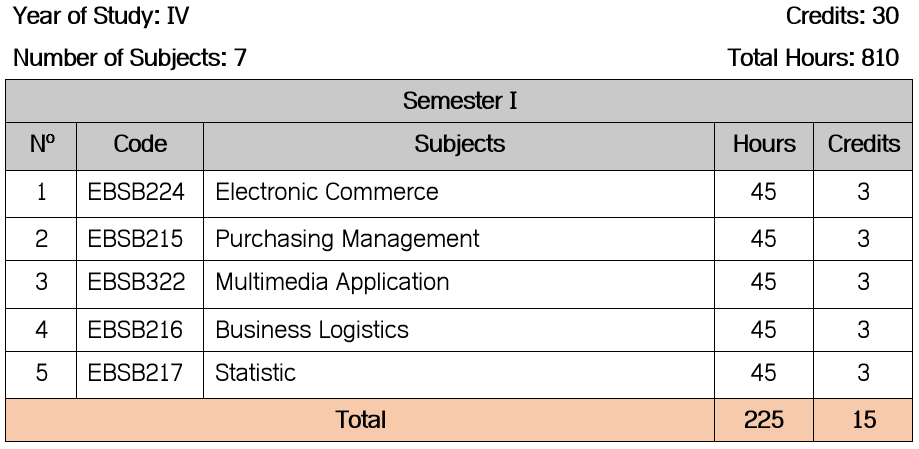 Year of Study: IV Credits: 30
Number of Subjects: 7 Total Hours: 810
Semester I
Nº Code Subjects Hours Credits
1 EBSB224 Electronic Commerce 45 3
2 EBSB215 Purchasing Management 45 3
3 EBSB322 Multimedia Application 45 3
4 EBSB216 Business Logistics 45 3
5 EBSB217 Statistic 45 3
Total 225 15